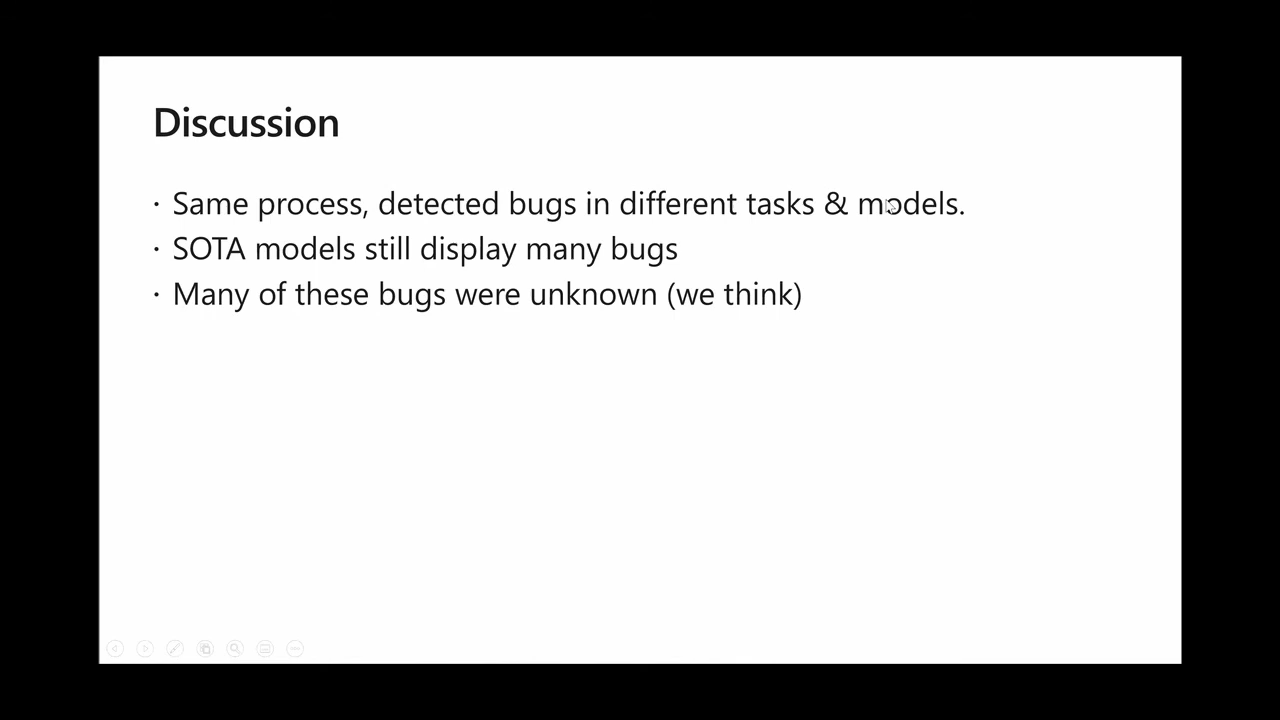 Discussion
· Same process, detected bugs in different tasks & models.
· SOTA models still display many bugs
· Many of these bugs were unknown (we think)